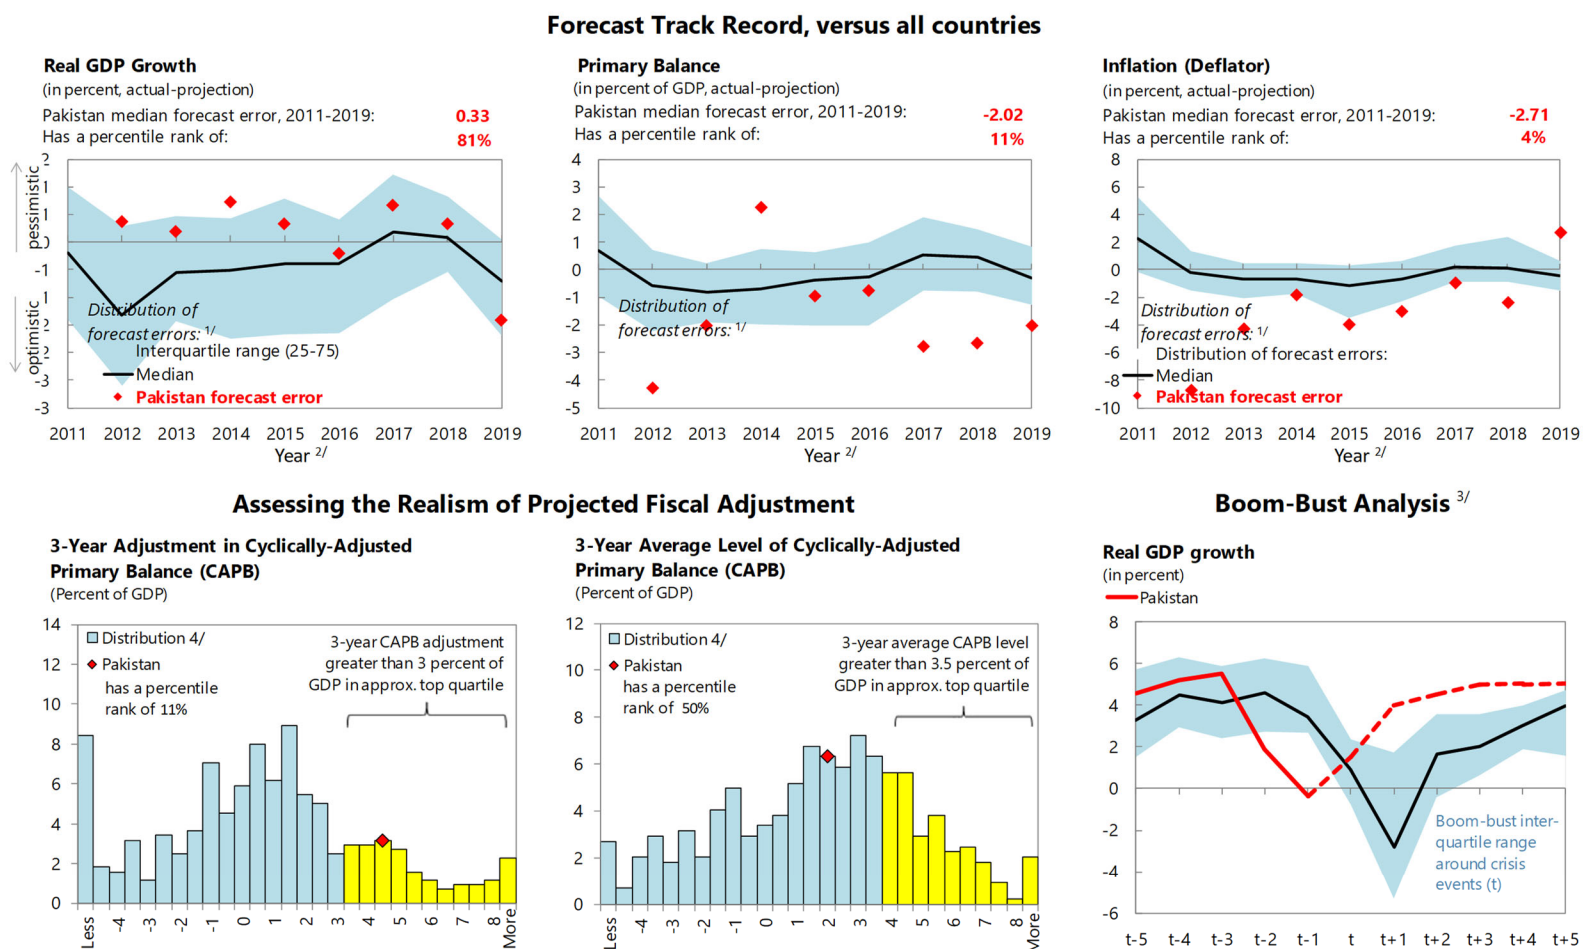 Forecast Track Record, versus all countries
Real GDP Growth
(in percent, actual-projection)
Pakistan median forecast error, 2011-2019: 0.33
Has a percentile rank of: 81%
2
1
1
0
-1
1
2
2
-3
-3
pessimistic
optimistic
Distribution of
forecast errors: 1/
Interquartile range (25-75)
Median
Pakistan forecast error
2011 2012 2013 2014 2015 2016 2017 2018 2019
Year 2/
Primary Balance
(in percent of GDP, actual-projection)
Pakistan median forecast error, 2011-2019: -2.02
Has a percentile rank of: 11%
4
3
2
1
0
-1
-2
-3
-4
-5
Distribution of
forecast errors: 1/
2011 2012 2013 2014 2015 2016 2017 2018 2019
Year 2/
Inflation (Deflator)
(in percent, actual-projection)
Pakistan median forecast error, 2011-2019: -2.71
Has a percentile rank of: 4%
8
6
4
2
0
-2
-4
-6
-8
-10
Distribution of
forecast errors: 1/
Distribution of forecast errors:
Median
Pakistan forecast error
2011 2012 2013 2014 2015 2016 2017 2018 2019
Year 2/
Assessing the Realism of Projected Fiscal Adjustment
3-Year Adjustment in Cyclically-Adjusted
Primary Balance (CAPB)
(Percent of GDP)
14
12
10
8
6
4
2
0
Distribution 4/
Pakistan
has a percentile
rank of 11%
3-year CAPB adjustment
greater than 3 percent of
GDP in approx. top quartile
Less -4 -3 -2 -1 0 1 2 3 4 5 6 7 8 More
3-Year Average Level of Cyclically-Adjusted
Primary Balance (CAPB)
(Percent of GDP)
12
10
8
6
4
2
0
Distribution 4/
Pakistan
has a percentile
rank of 50%
3-year average CAPB level
greater than 3.5 percent of
GDP in approx. top quartile
Less -4 -3 -2 -1 0 1 2 3 4 5 6 7 8 More
Boom-Bust Analysis 3/
Real GDP growth
(in percent)
Pakistan
8
6
4
2
0
-2
-4
-6
Boom-bust inter-
quartile range
around crisis
events (t)
t-5 t-4 t-3 t-2 t-1 t t+1 t+2 t+3 t+4 t+5